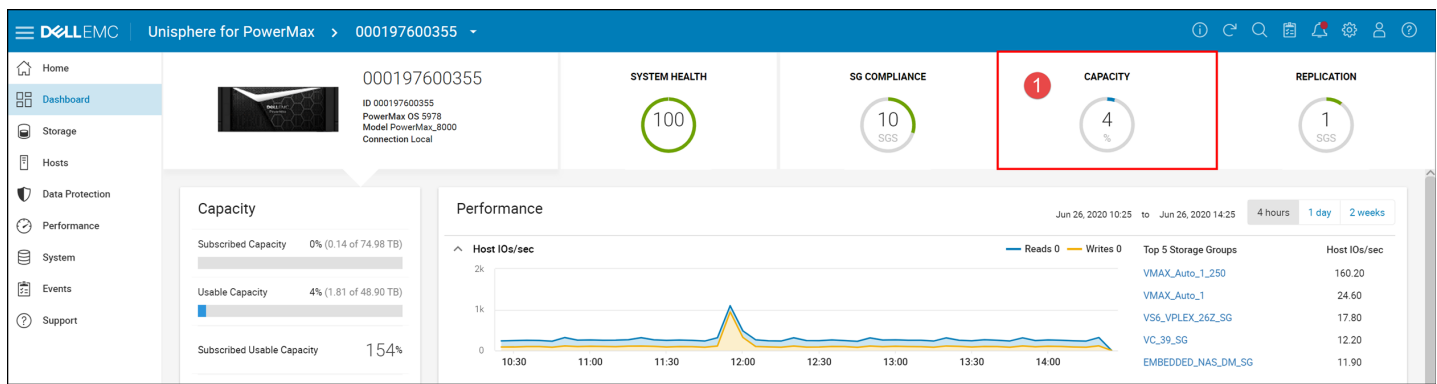 DELLEMC Unisphere for PowerMax > 000197600355
Home
Dashboard
Storage
Hosts
Data Protection
Performance
System
Events
Support
000197600355
ID 000197600355
PowerMax OS 5978
Model PowerMax_8000
Connection Local
SYSTEM HEALTH
100
SG COMPLIANCE
10
SGS
1
CAPACITY
4
%
REPLICATION
1
SGS
Capacity
Subscribed Capacity 0% (0.14 of 74.98 TB)
Usable Capacity 4% (1.81 of 48.90 TB)
Subscribed Usable Capacity 154%
Performance
Jun 26, 2020 10:25 to Jun 26, 2020 14:25 4 hours 1 day 2 weeks
Host IOs/sec
Reads 0 Writes 0
2k
1k
0
10:30 11:00 11:30 12:00 12:30 13:00 13:30 14:00
Top 5 Storage Groups Host IOs/sec
VMAX_Auto_1_250 160.20
VMAX_Auto_1 24.60
VS6_VPLEX_26Z_SG 17.80
VC_39_SG 12.20
EMBEDDED_NAS_DM_SG 11.90